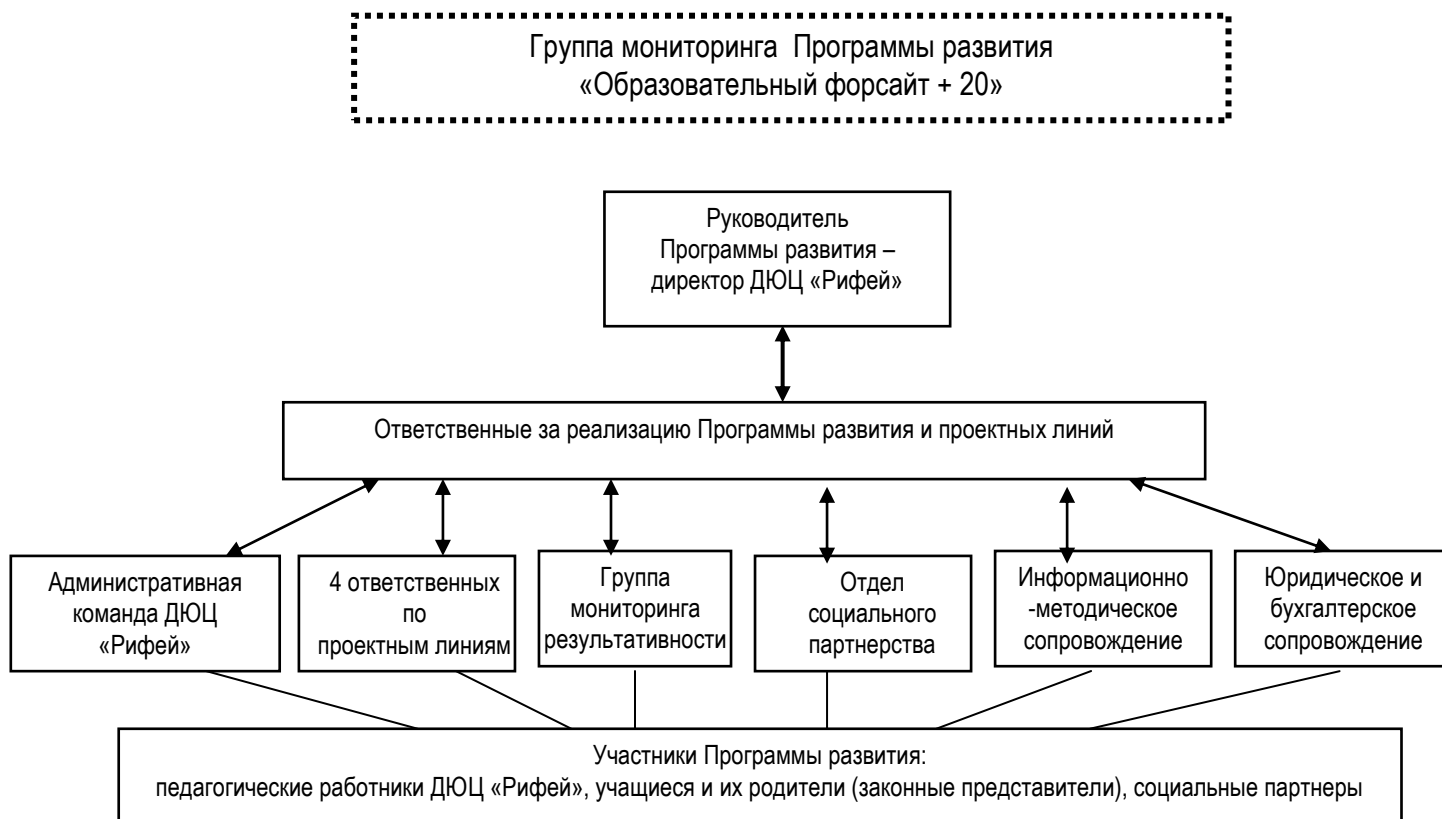 Группа мониторинга Программы развития
«Образовательный форсайт + 20»
Руководитель
Программы развития –
директор ДЮЦ «Рифей»
Ответственные за реализацию Программы развития и проектных линий
Административная
команда ДЮЦ
«Рифей»
4 ответственных
по
проектным линиям
Группа
мониторинга
результативности
Отдел
социального
партнерства
Информационно
-методическое
сопровождение
Юридическое и
бухгалтерское
сопровождение
Участники Программы развития:
педагогические работники ДЮЦ «Рифей», учащиеся и их родители (законные представители), социальные партнеры